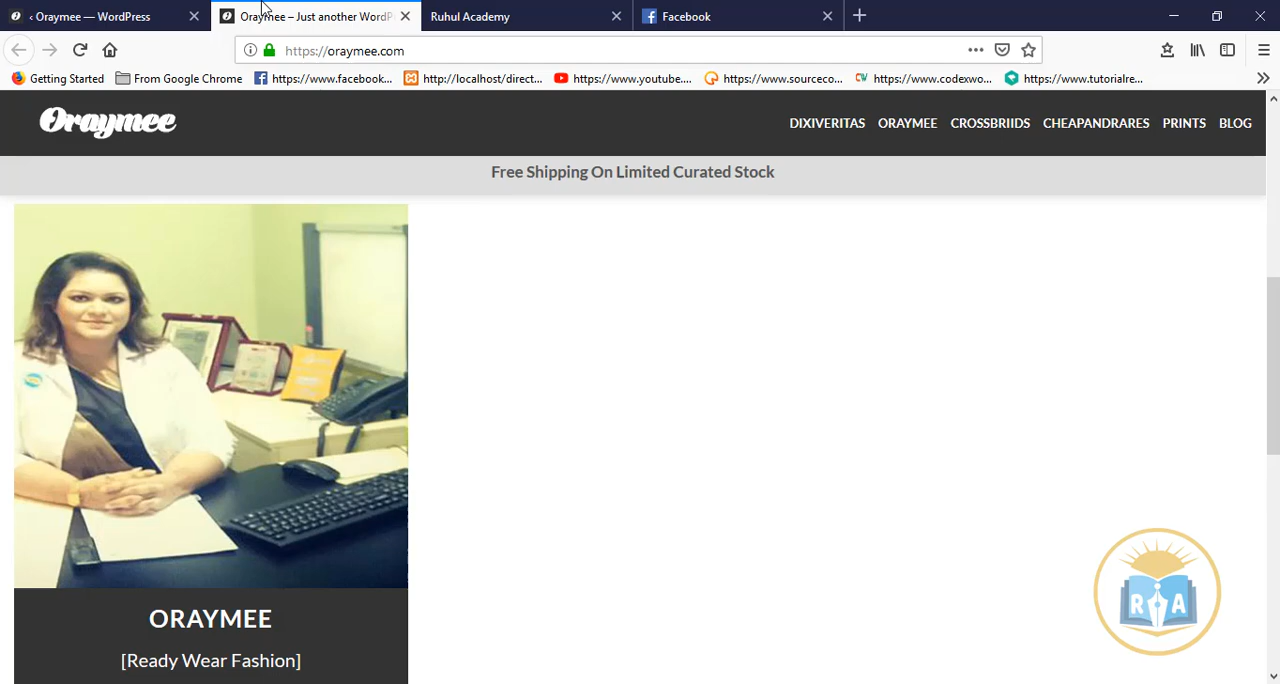 ‹ Oraymee — WordPress
Oraymee – Just another WordP
Ruhul Academy
Facebook
https://oraymee.com
Getting Started
From Google Chrome
https://www.facebook...
http://localhost/direct...
https://www.youtube....
https://www.sourceco...
https://www.codexwo...
https://www.tutorialre...
Oraymee
DIXIVERITAS ORAYMEE CROSSBRIIDS CHEAPANDRARES PRINTS BLOG
Free Shipping On Limited Curated Stock
ORAYMEE
[Ready Wear Fashion]
R A